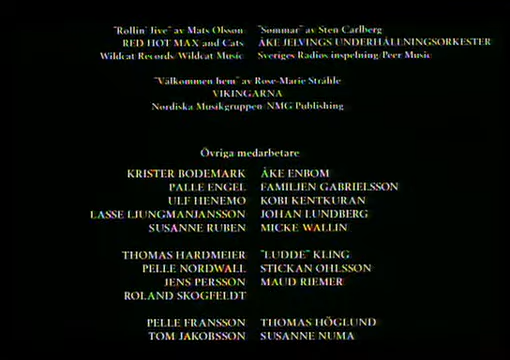 "Rollin' Jive" av Mats Olsson
RED HOT MAX and Cats
Wildcat Records/Wildcat Music
"Sommar" av Sten Carlberg
ÅKE JELVINGS UNDERHÅLLNINGSORKESTER
Sveriges Radios inspelning/Peer Music
"Välkommen hem" av Rose-Marie Stråhle
VIKINGARNA
Nordiska Musikgruppen/NMG Publishing
Övriga medarbetare
KRISTER BODEMARK ÅKE ENBOM
PALLE ENGEL FAMILJEN GABRIELSSON
ULF HENEMO KOBI KENTKURAN
LASSE LJUNGMANJANSSON JOHAN LUNDBERG
SUSANNE RUBEN MICKE WALLIN
THOMAS HARDMEIER "LUDDE" KLING
PELLE NORDWALL STICKAN OHLSSON
JENS PERSSON MAUD RIEMER
ROLAND SKOGFELDT
PELLE FRANSSON THOMAS HÖGLUND
TOM JAKOBSSON SUSANNE NUMA